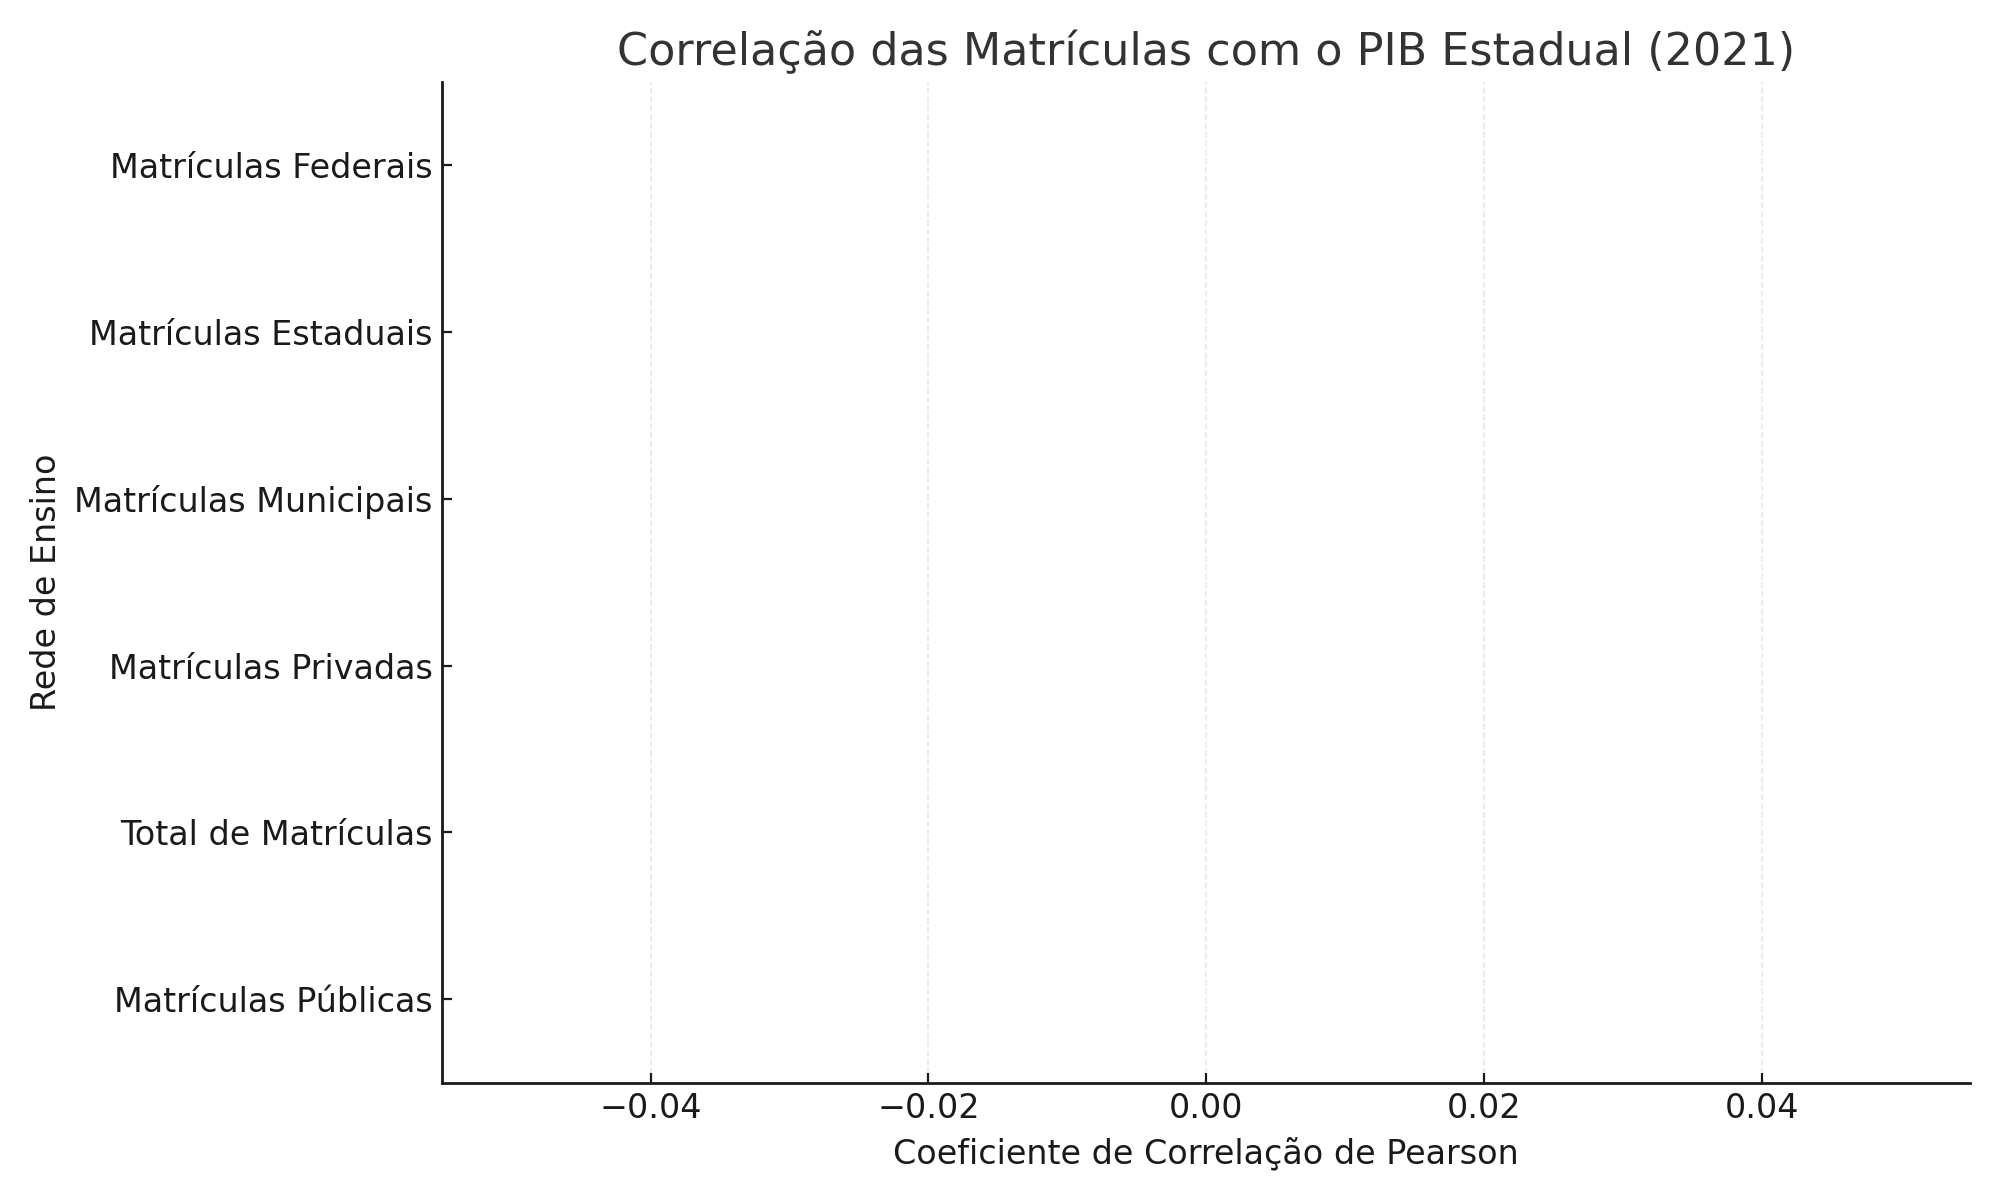 Correlação das Matrículas com o PIB Estadual (2021)
Rede de Ensino
Matrículas Federais
Matrículas Estaduais
Matrículas Municipais
Matrículas Privadas
Total de Matrículas
Matrículas Públicas
−0.04 −0.02 0.00 0.02 0.04
Coeficiente de Correlação de Pearson